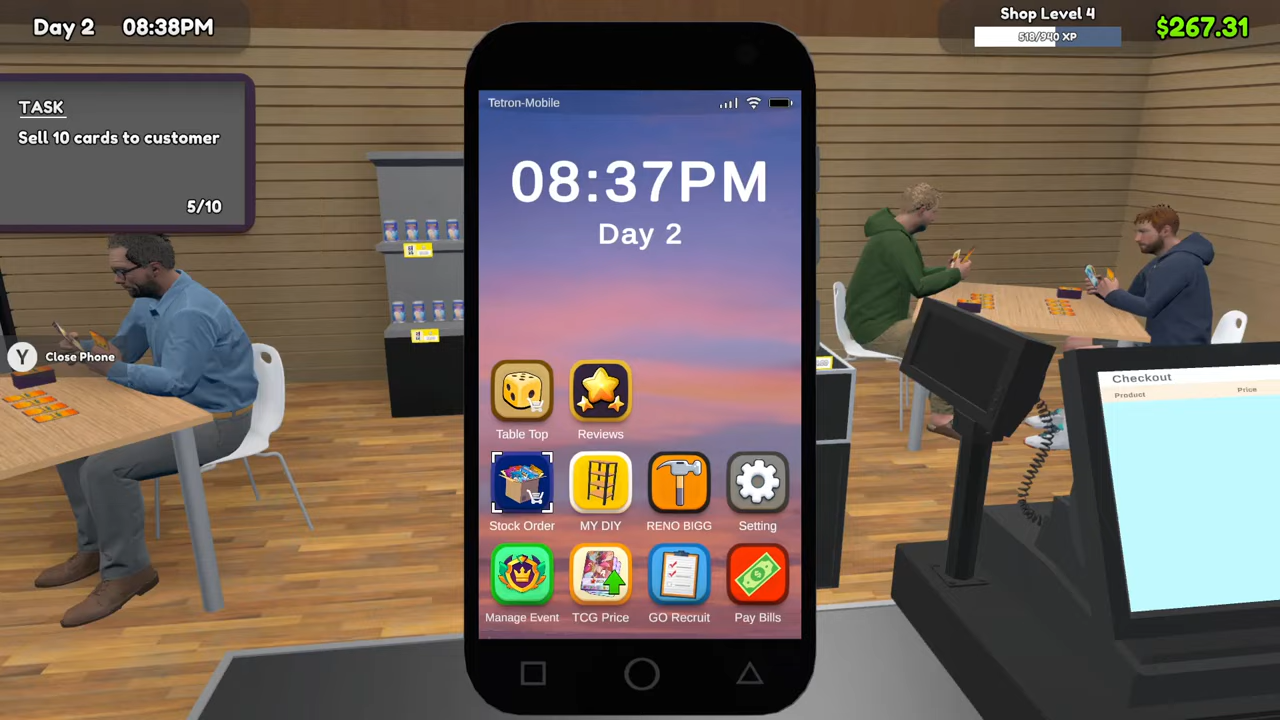 Day 2 08:38PM
Shop Level 4
518/940 XP
$267.31
TASK
Sell 10 cards to customer
5/10
Y Close Phone
Tetron-Mobile
08:37PM
Day 2
Table Top
Reviews
Stock Order
MY DIY
RENO BIGG
Setting
Manage Event
TCG Price
GO Recruit
Pay Bills
Checkout
Product Price